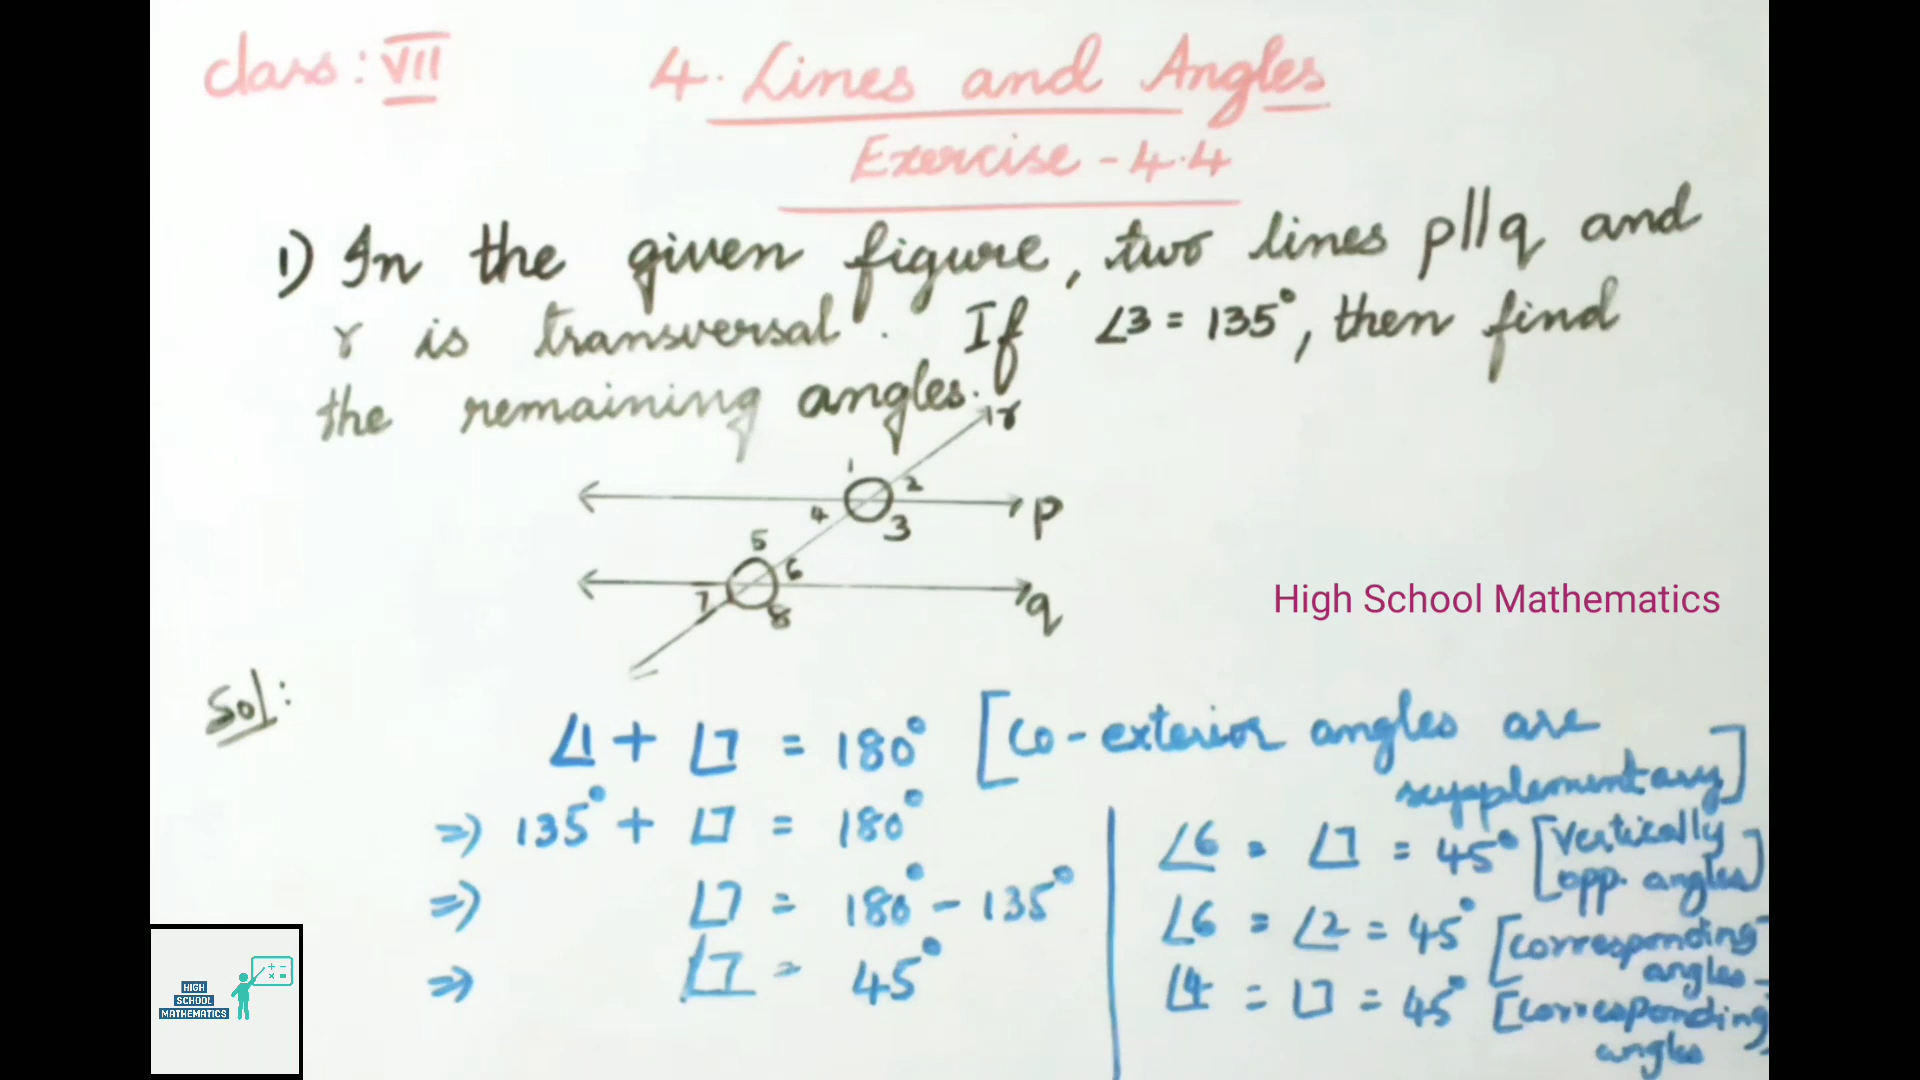 class: VII
4. Lines and Angles
Exercise - 4.4
1) In the given figure, two lines p||q and
r is transversal. If ∠3 = 135°, then find
the remaining angles.
r
1
2
4
3
p
5
6
7
8
q
High School Mathematics
Sol:
∠1 + ∠7 = 180° [co-exterior angles are
supplementary]
=> 135° + ∠7 = 180°
=> ∠7 = 180° - 135°
=> ∠7 = 45°
∠6 = ∠7 = 45° [vertically
opp. angles]
∠6 = ∠2 = 45° [corresponding
angles
∠4 = ∠7 = 45° [corresponding
angles
HIGH
SCHOOL
MATHEMATICS